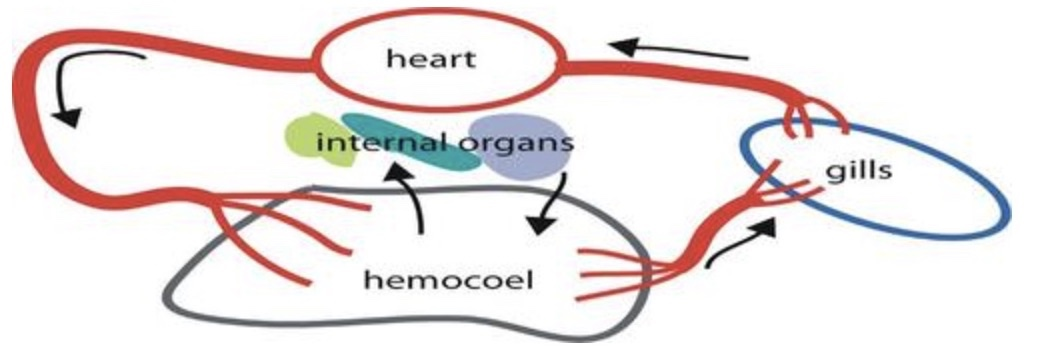 heart
internal organs
gills
hemocoel